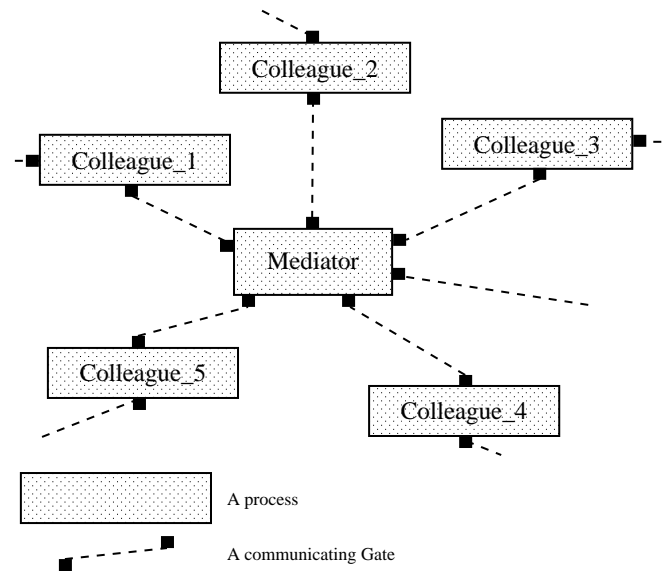 Colleague_2
Colleague_1
Colleague_3
Mediator
Colleague_5
Colleague_4
A process
A communicating Gate